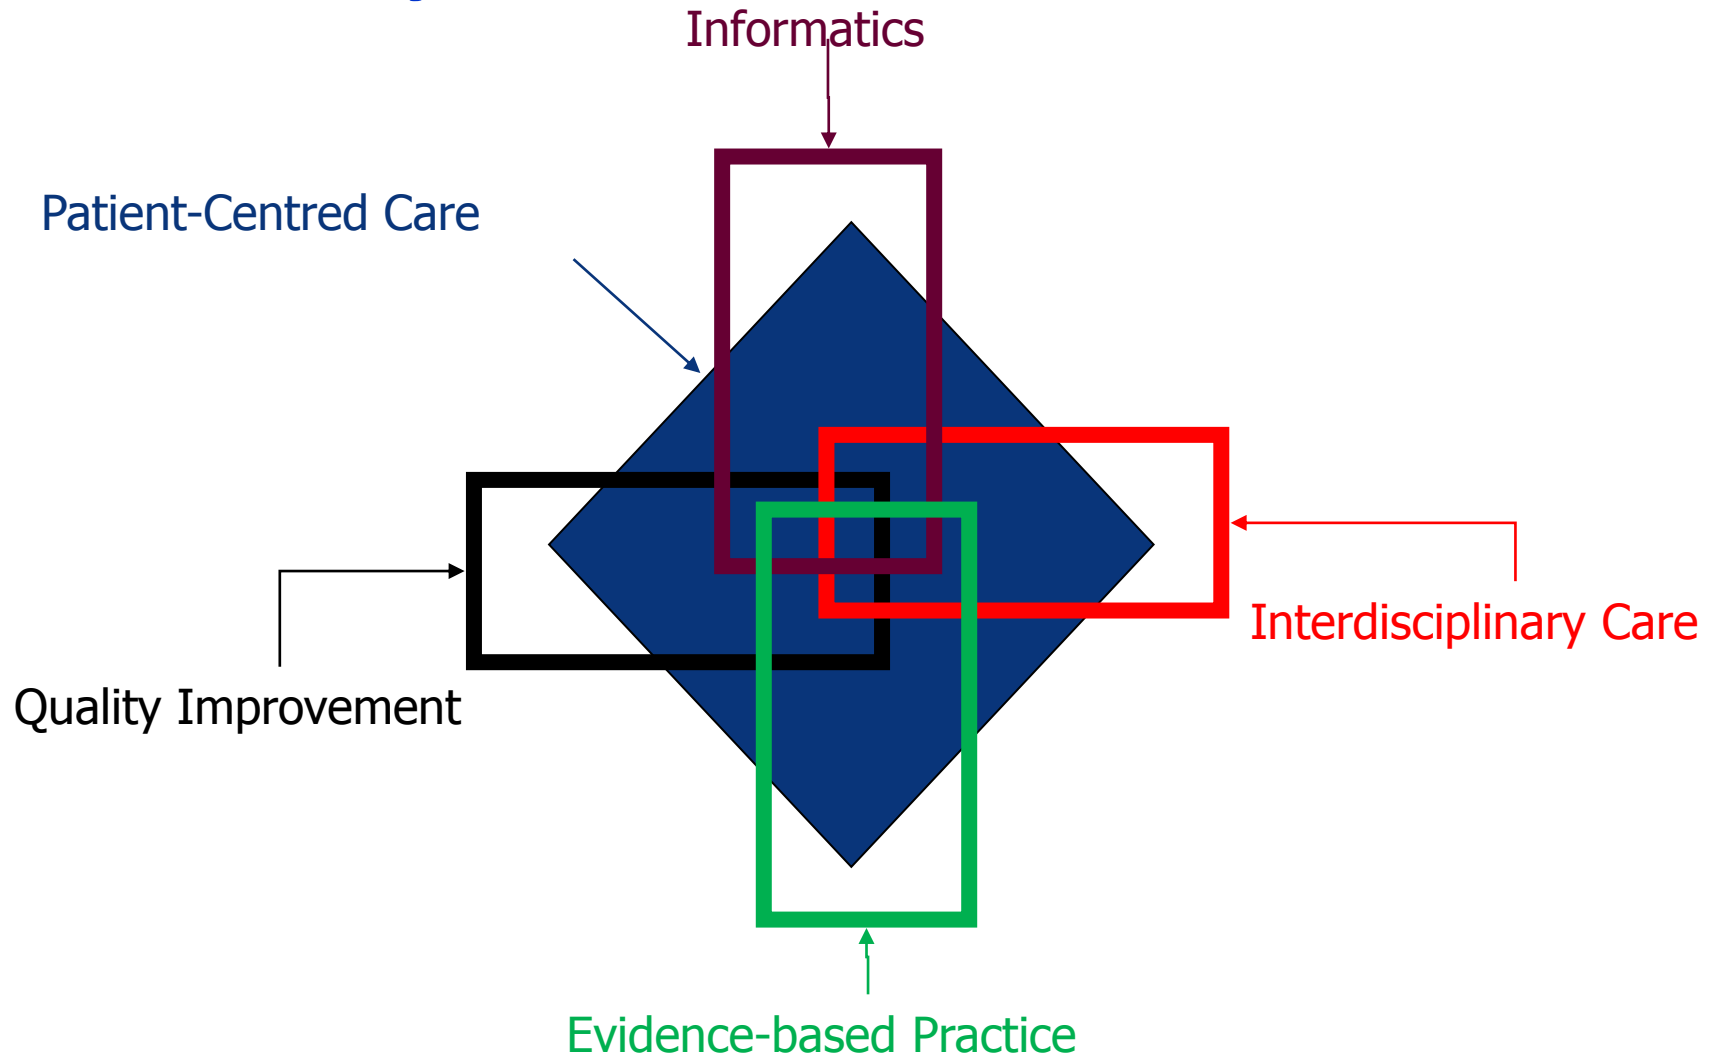 Informatics
Patient-Centred Care
Interdisciplinary Care
Quality Improvement
Evidence-based Practice